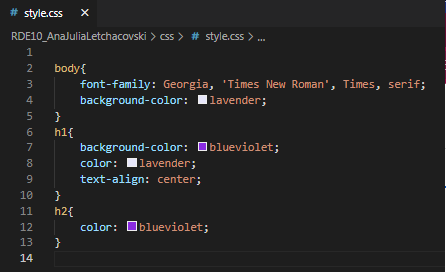 # style.css ×
RDE10_AnaJuliaLetchacovski > css > # style.css > ...
1
2 body{
3 font-family: Georgia, 'Times New Roman', Times, serif;
4 background-color: lavender;
5 }
6 h1{
7 background-color: blueviolet;
8 color: lavender;
9 text-align: center;
10 }
11 h2{
12 color: blueviolet;
13 }
14